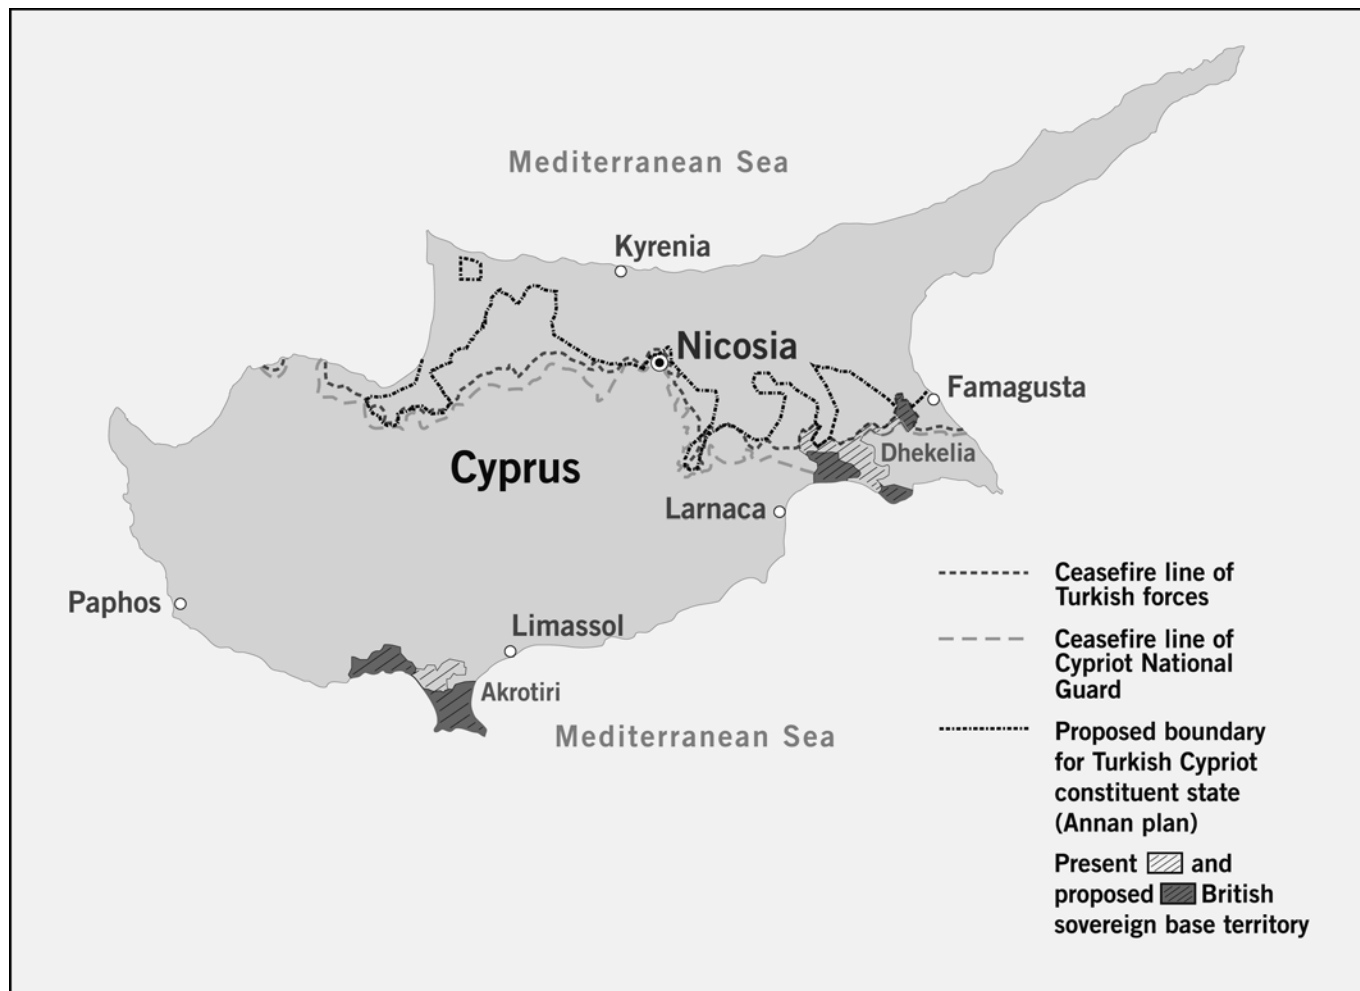 Mediterranean Sea
Kyrenia
Nicosia
Famagusta
Dhekelia
Cyprus
Larnaca
Paphos
Limassol
Akrotiri
Mediterranean Sea
Ceasefire line of
Turkish forces
Ceasefire line of
Cypriot National
Guard
Proposed boundary
for Turkish Cypriot
constituent state
(Annan plan)
Present and
proposed British
sovereign base territory